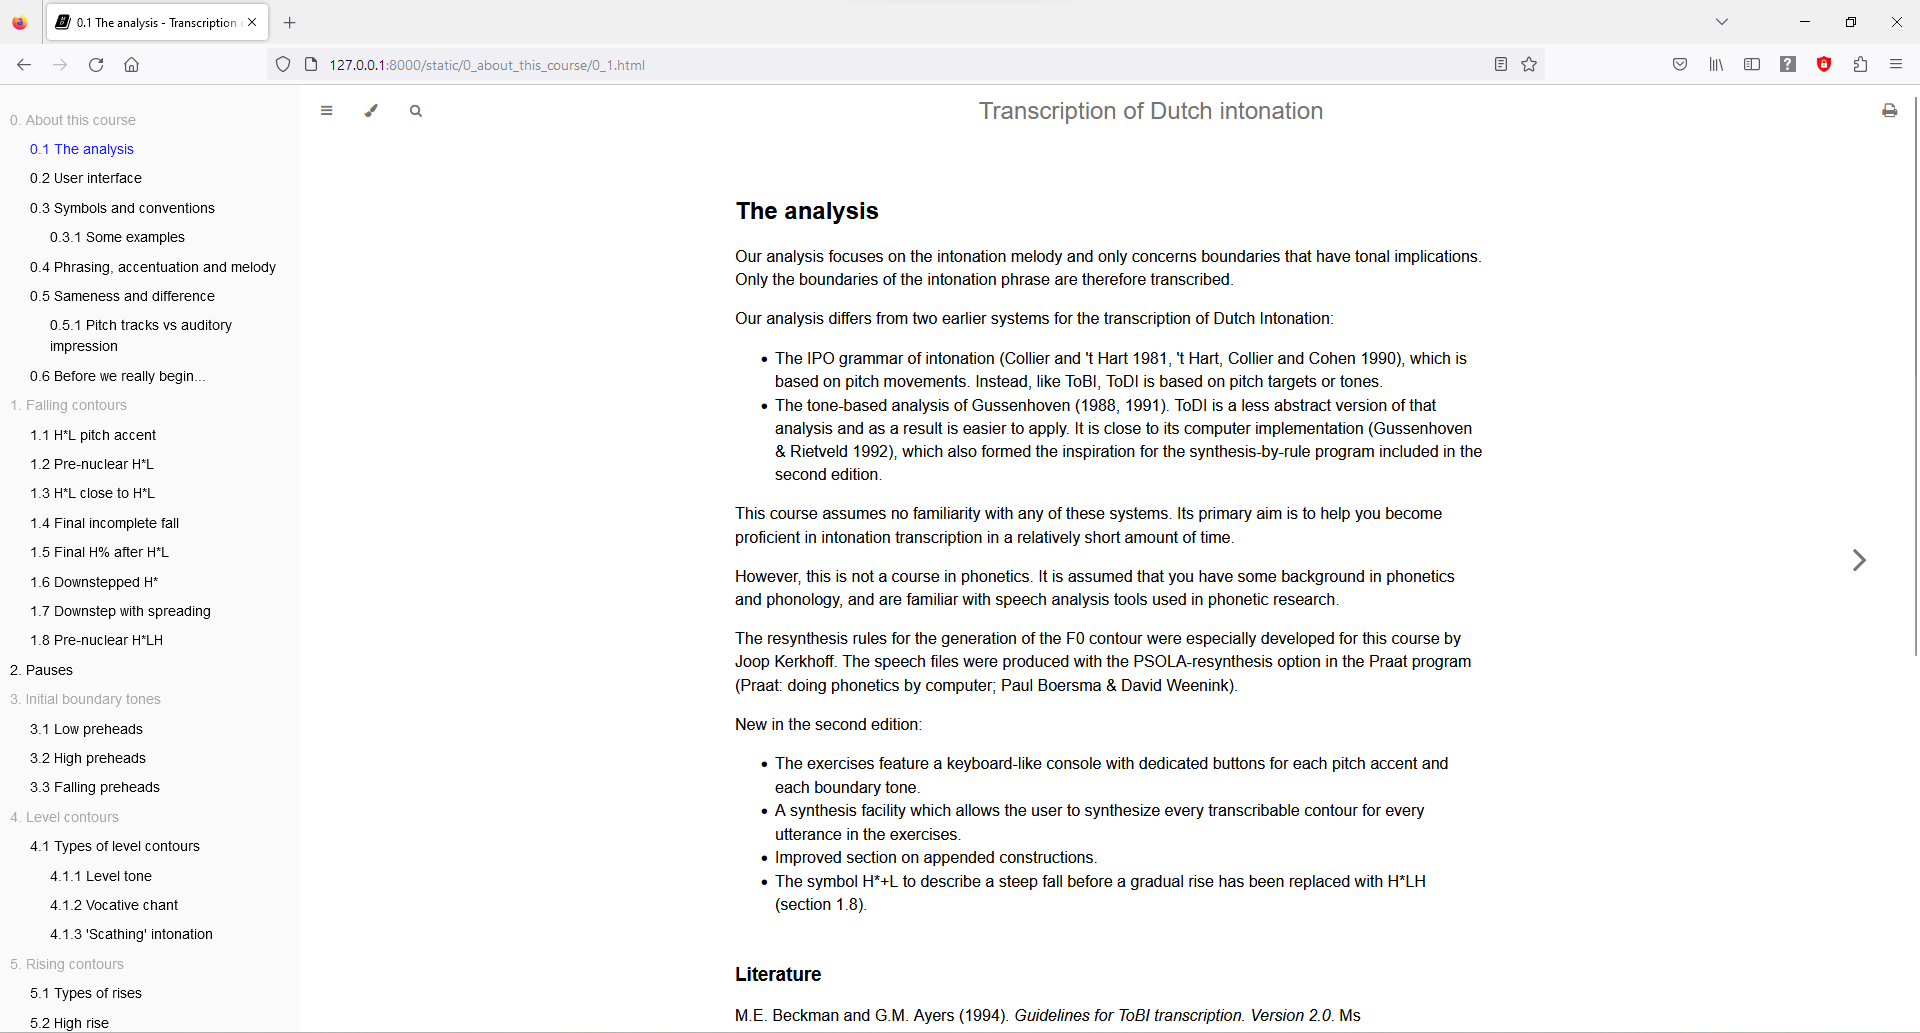 0.1 The analysis - Transcription
127.0.0.1:8000/static/0_about_this_course/0_1.html
0. About this course
0.1 The analysis
0.2 User interface
0.3 Symbols and conventions
0.3.1 Some examples
0.4 Phrasing, accentuation and melody
0.5 Sameness and difference
0.5.1 Pitch tracks vs auditory
impression
0.6 Before we really begin...
1. Falling contours
1.1 H*L pitch accent
1.2 Pre-nuclear H*L
1.3 H*L close to H*L
1.4 Final incomplete fall
1.5 Final H% after H*L
1.6 Downstepped H*
1.7 Downstep with spreading
1.8 Pre-nuclear H*LH
2. Pauses
3. Initial boundary tones
3.1 Low preheads
3.2 High preheads
3.3 Falling preheads
4. Level contours
4.1 Types of level contours
4.1.1 Level tone
4.1.2 Vocative chant
4.1.3 'Scathing' intonation
5. Rising contours
5.1 Types of rises
5.2 High rise
Transcription of Dutch intonation
The analysis
Our analysis focuses on the intonation melody and only concerns boundaries that have tonal implications.
Only the boundaries of the intonation phrase are therefore transcribed.
Our analysis differs from two earlier systems for the transcription of Dutch Intonation:
• The IPO grammar of intonation (Collier and 't Hart 1981, 't Hart, Collier and Cohen 1990), which is
based on pitch movements. Instead, like ToBI, ToDI is based on pitch targets or tones.
• The tone-based analysis of Gussenhoven (1988, 1991). ToDI is a less abstract version of that
analysis and as a result is easier to apply. It is close to its computer implementation (Gussenhoven
& Rietveld 1992), which also formed the inspiration for the synthesis-by-rule program included in the
second edition.
This course assumes no familiarity with any of these systems. Its primary aim is to help you become
proficient in intonation transcription in a relatively short amount of time.
However, this is not a course in phonetics. It is assumed that you have some background in phonetics
and phonology, and are familiar with speech analysis tools used in phonetic research.
The resynthesis rules for the generation of the F0 contour were especially developed for this course by
Joop Kerkhoff. The speech files were produced with the PSOLA-resynthesis option in the Praat program
(Praat: doing phonetics by computer; Paul Boersma & David Weenink).
New in the second edition:
• The exercises feature a keyboard-like console with dedicated buttons for each pitch accent and
each boundary tone.
• A synthesis facility which allows the user to synthesize every transcribable contour for every
utterance in the exercises.
• Improved section on appended constructions.
• The symbol H*+L to describe a steep fall before a gradual rise has been replaced with H*LH
(section 1.8).
Literature
M.E. Beckman and G.M. Ayers (1994). Guidelines for ToBI transcription. Version 2.0. Ms